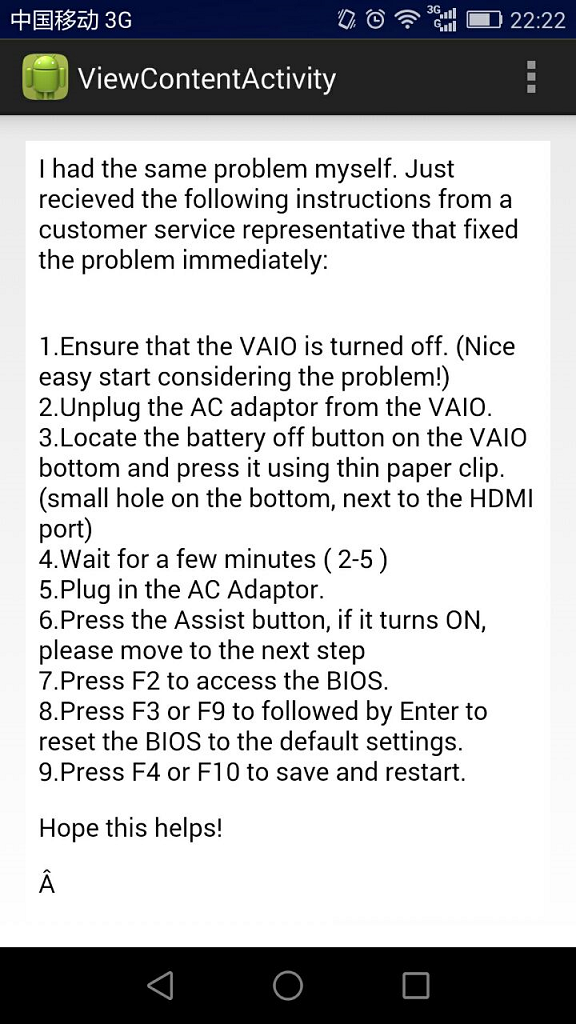 中国移动 3G 3G G 22:22
ViewContentActivity
I had the same problem myself. Just
recieved the following instructions from a
customer service representative that fixed
the problem immediately:
1.Ensure that the VAIO is turned off. (Nice
easy start considering the problem!)
2.Unplug the AC adaptor from the VAIO.
3.Locate the battery off button on the VAIO
bottom and press it using thin paper clip.
(small hole on the bottom, next to the HDMI
port)
4.Wait for a few minutes ( 2-5 )
5.Plug in the AC Adaptor.
6.Press the Assist button, if it turns ON,
please move to the next step
7.Press F2 to access the BIOS.
8.Press F3 or F9 to followed by Enter to
reset the BIOS to the default settings.
9.Press F4 or F10 to save and restart.
Hope this helps!
Â